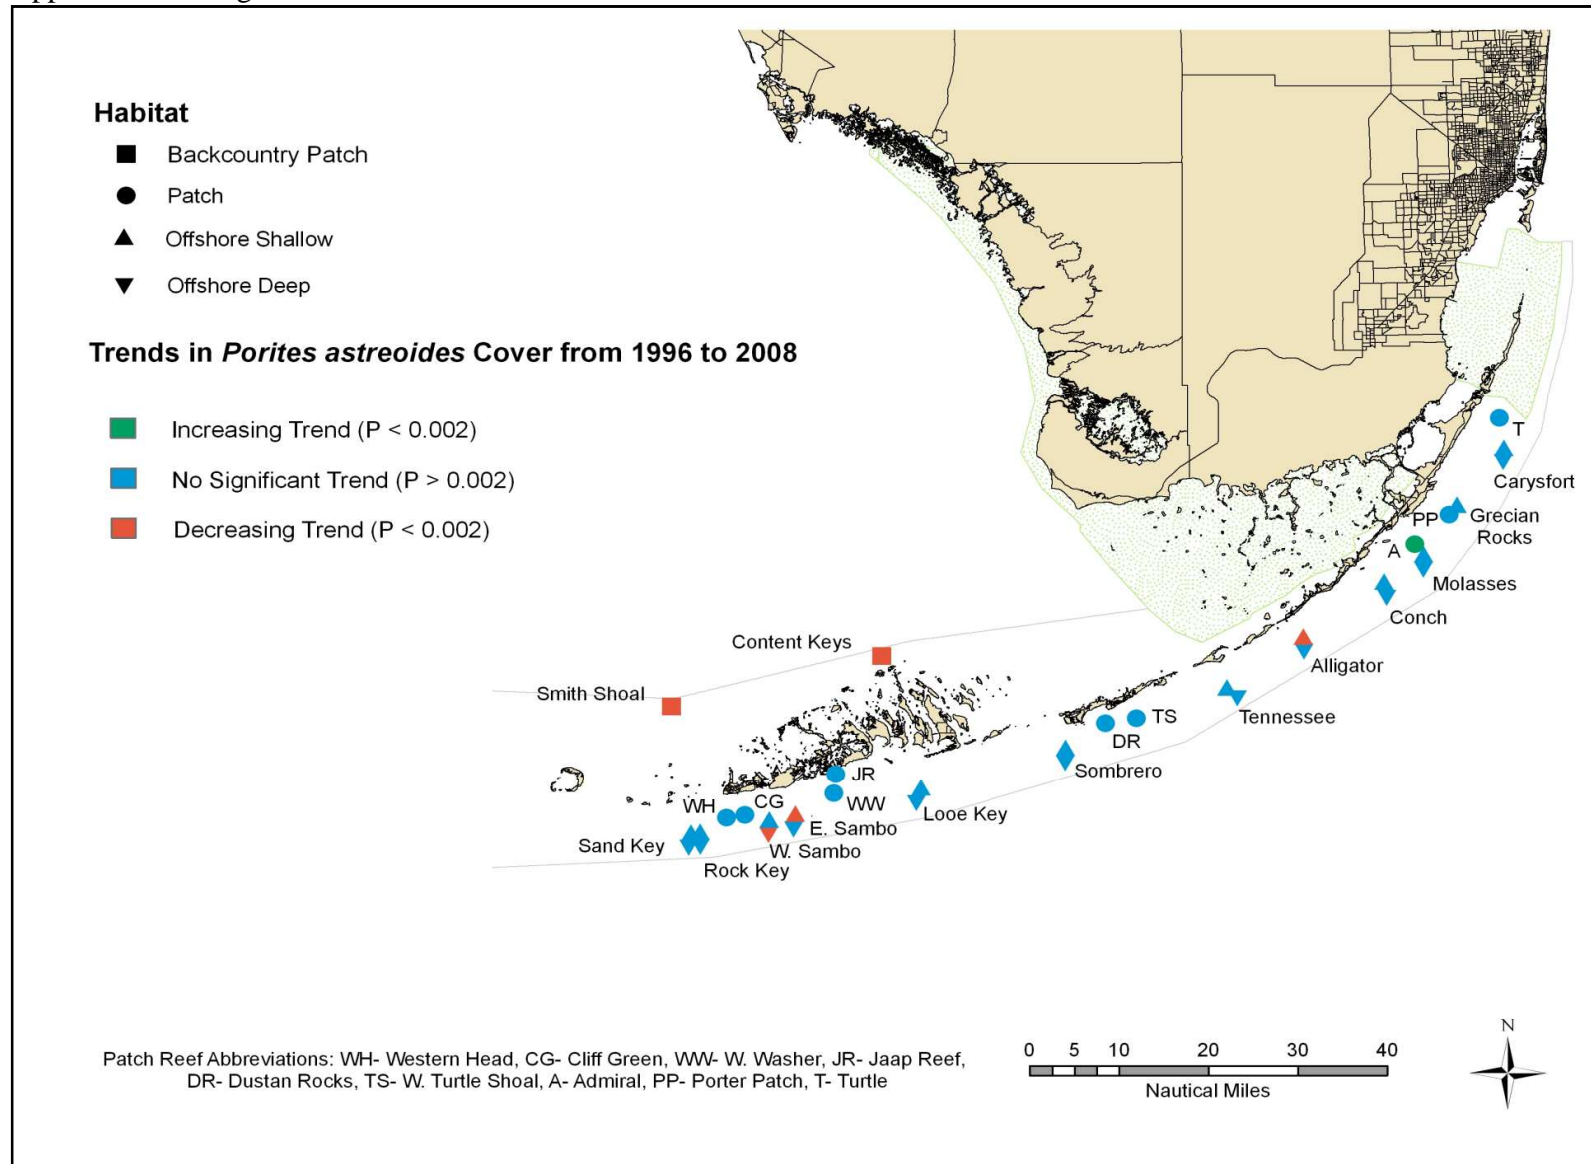 Habitat
Backcountry Patch
Patch
Offshore Shallow
Offshore Deep
Trends in Porites astreoides Cover from 1996 to 2008
Increasing Trend (P < 0.002)
No Significant Trend (P > 0.002)
Decreasing Trend (P < 0.002)
T
Carysfort
PP
Grecian
Rocks
A
Molasses
Conch
Content Keys
Alligator
Smith Shoal
TS
Tennessee
DR
Sombrero
JR
WW
CG
WH
Looe Key
E. Sambo
Sand Key
W. Sambo
Rock Key
N
Patch Reef Abbreviations: WH- Western Head, CG- Cliff Green, WW- W. Washer, JR- Jaap Reef,
DR- Dustan Rocks, TS- W. Turtle Shoal, A- Admiral, PP- Porter Patch, T- Turtle
0 5 10 20 30 40
Nautical Miles